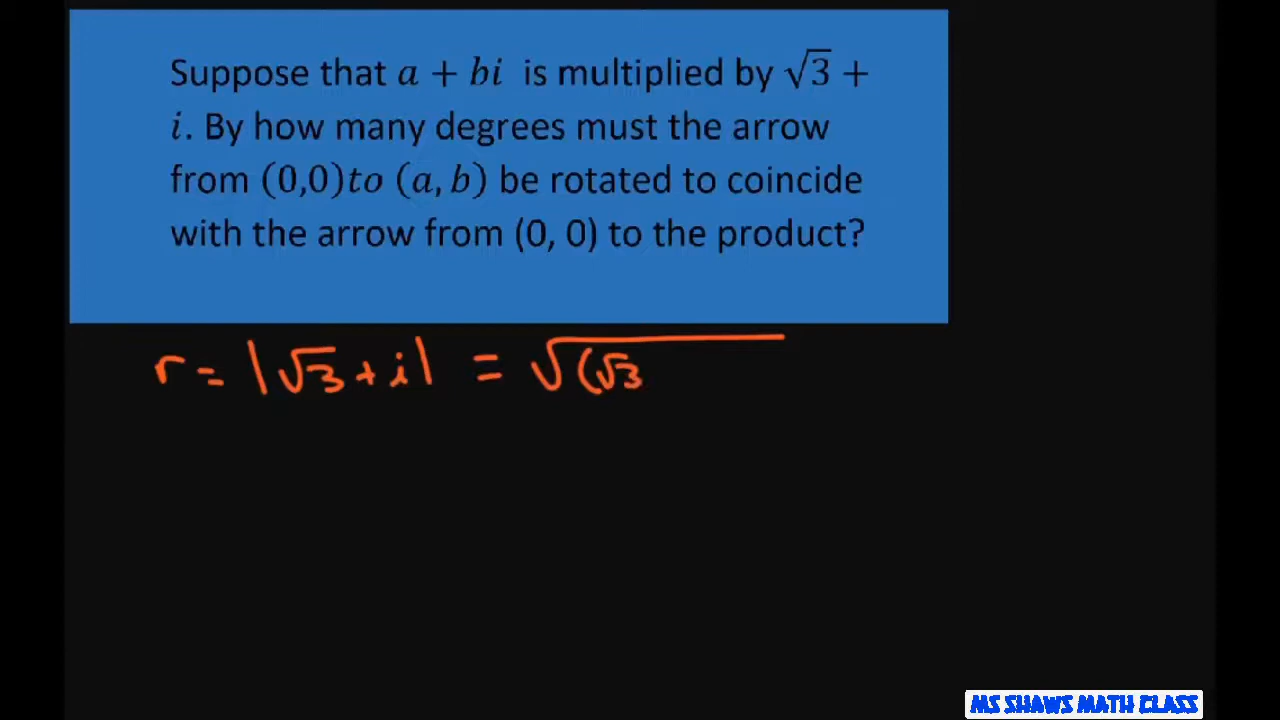 Suppose that a + bi is multiplied by √3 +
i. By how many degrees must the arrow
from (0,0)to (a, b) be rotated to coincide
with the arrow from (0, 0) to the product?
r = |√3 + i| = √(√3
MS SHAWS MATH CLASS